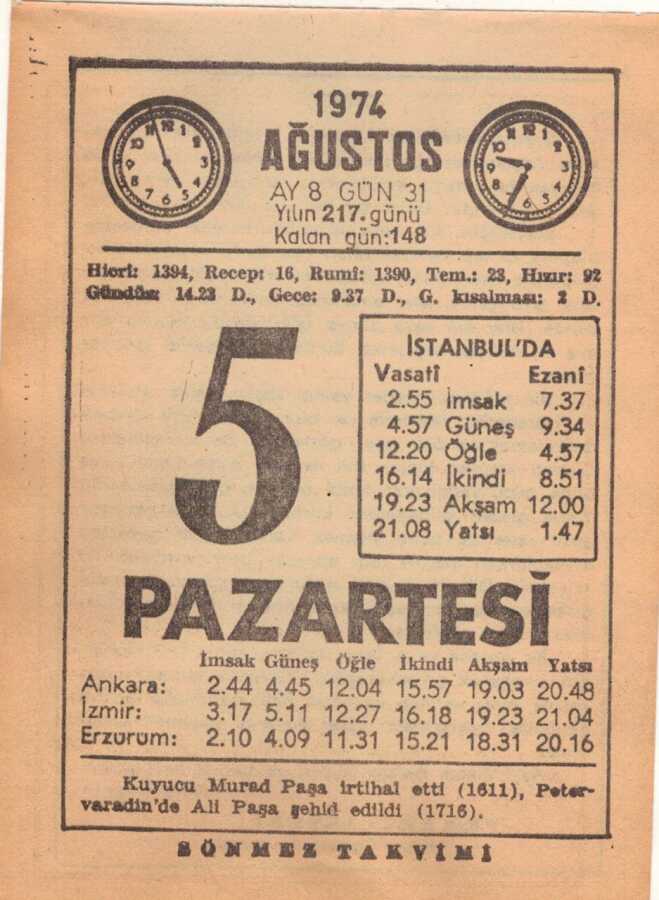 1974
AĞUSTOS
AY 8 GÜN 31
Yılın 217. günü
Kalan gün:148
Hicrî: 1394, Recep: 16, Rumî: 1390, Tem.: 23, Hızır: 92
Gündüz: 14.23 D., Gece: 9.37 D., G. kısalması: 2 D.
5
İSTANBUL'DA
Vasatî Ezanî
2.55 İmsak 7.37
4.57 Güneş 9.34
12.20 Öğle 4.57
16.14 İkindi 8.51
19.23 Akşam 12.00
21.08 Yatsı 1.47
PAZARTESİ
İmsak Güneş Öğle İkindi Akşam Yatsı
Ankara: 2.44 4.45 12.04 15.57 19.03 20.48
İzmir: 3.17 5.11 12.27 16.18 19.23 21.04
Erzurum: 2.10 4.09 11.31 15.21 18.31 20.16
Kuyucu Murad Paşa irtihal etti (1611), Peter-
varadin'de Ali Paşa şehid edildi (1716).
SÖNMEZ TAKVİMİ